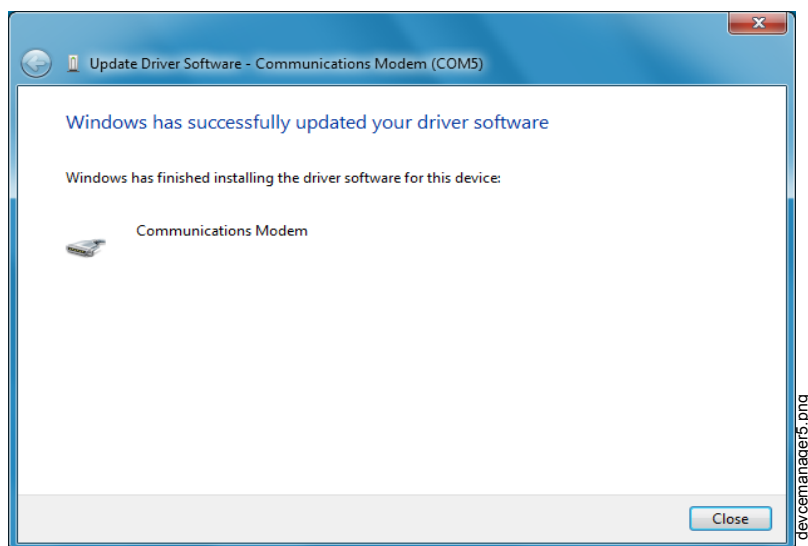 Update Driver Software - Communications Modem (COM5)
Windows has successfully updated your driver software
Windows has finished installing the driver software for this device:
Communications Modem
Close
devcemanager5.png